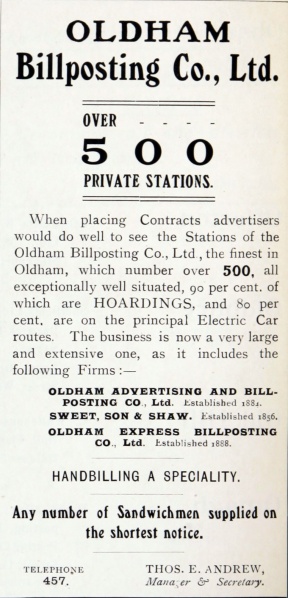 OLDHAM
Billposting Co., Ltd.
OVER - - - -
500
PRIVATE STATIONS.
When placing Contracts advertisers
would do well to see the Stations of the
Oldham Billposting Co., Ltd., the finest in
Oldham, which number over 500, all
exceptionally well situated, 90 per cent. of
which are HOARDINGS, and 80 per
cent. are on the principal Electric Car
routes. The business is now a very large
and extensive one, as it includes the
following Firms :—
OLDHAM ADVERTISING AND BILL-
POSTING CO., Ltd. Established 1884.
SWEET, SON & SHAW. Established 1856.
OLDHAM EXPRESS BILLPOSTING
CO., Ltd. Established 1888.
HANDBILLING A SPECIALITY.
Any number of Sandwichmen supplied on
the shortest notice.
TELEPHONE
457.
THOS. E. ANDREW,
Manager & Secretary.